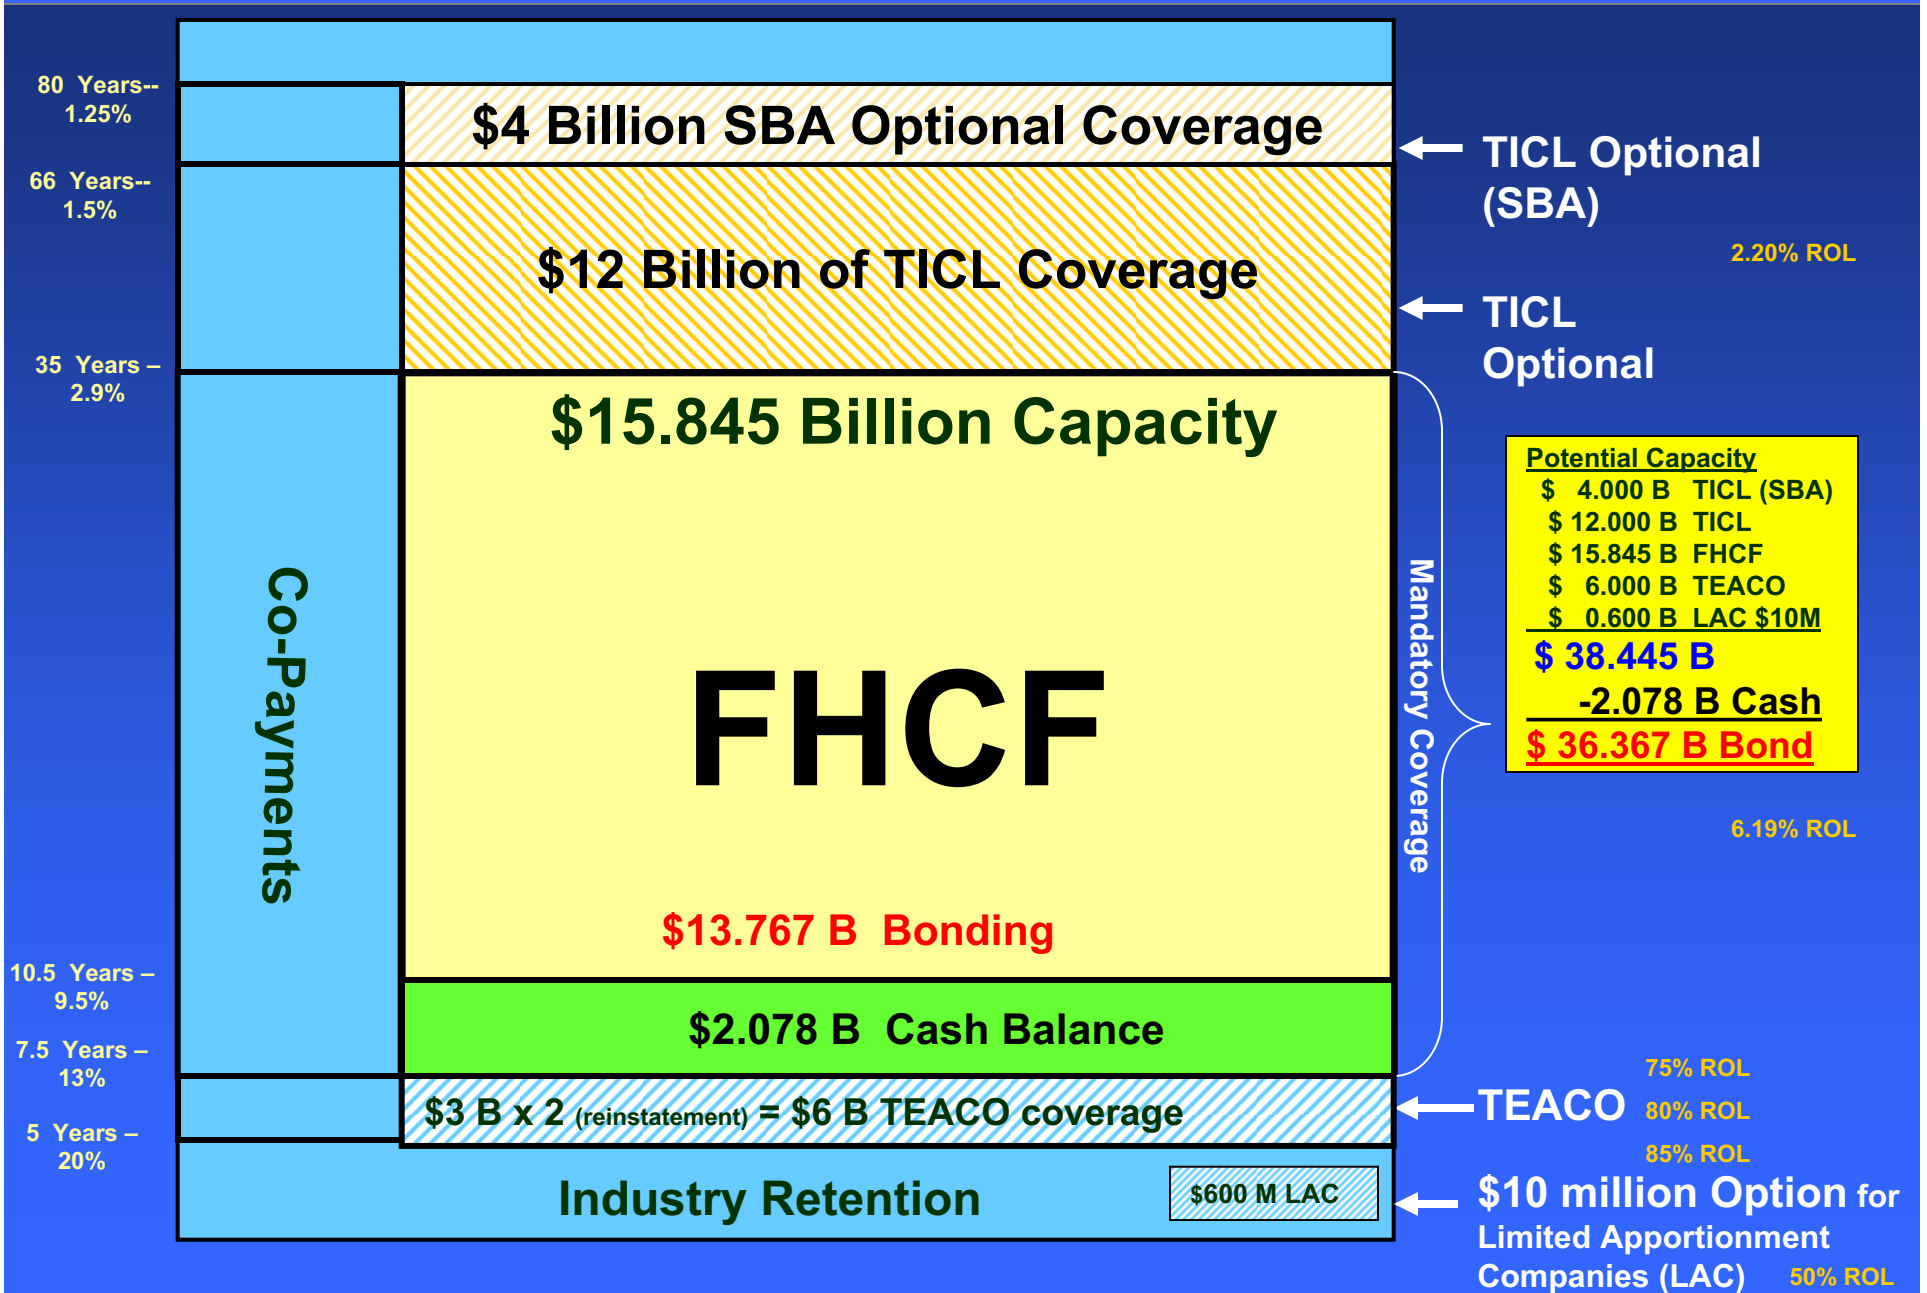 80 Years--
1.25%
66 Years--
1.5%
35 Years –
2.9%
10.5 Years –
9.5%
7.5 Years –
13%
5 Years –
20%
Co-Payments
$4 Billion SBA Optional Coverage
$12 Billion of TICL Coverage
$15.845 Billion Capacity
FHCF
$13.767 B Bonding
$2.078 B Cash Balance
$3 B x 2 (reinstatement) = $6 B TEACO coverage
Industry Retention
$600 M LAC
Mandatory Coverage
TICL Optional
(SBA)
2.20% ROL
TICL
Optional
Potential Capacity
$ 4.000 B TICL (SBA)
$ 12.000 B TICL
$ 15.845 B FHCF
$ 6.000 B TEACO
$ 0.600 B LAC $10M
$ 38.445 B
-2.078 B Cash
$ 36.367 B Bond
6.19% ROL
75% ROL
TEACO 80% ROL
85% ROL
$10 million Option for
Limited Apportionment
Companies (LAC) 50% ROL